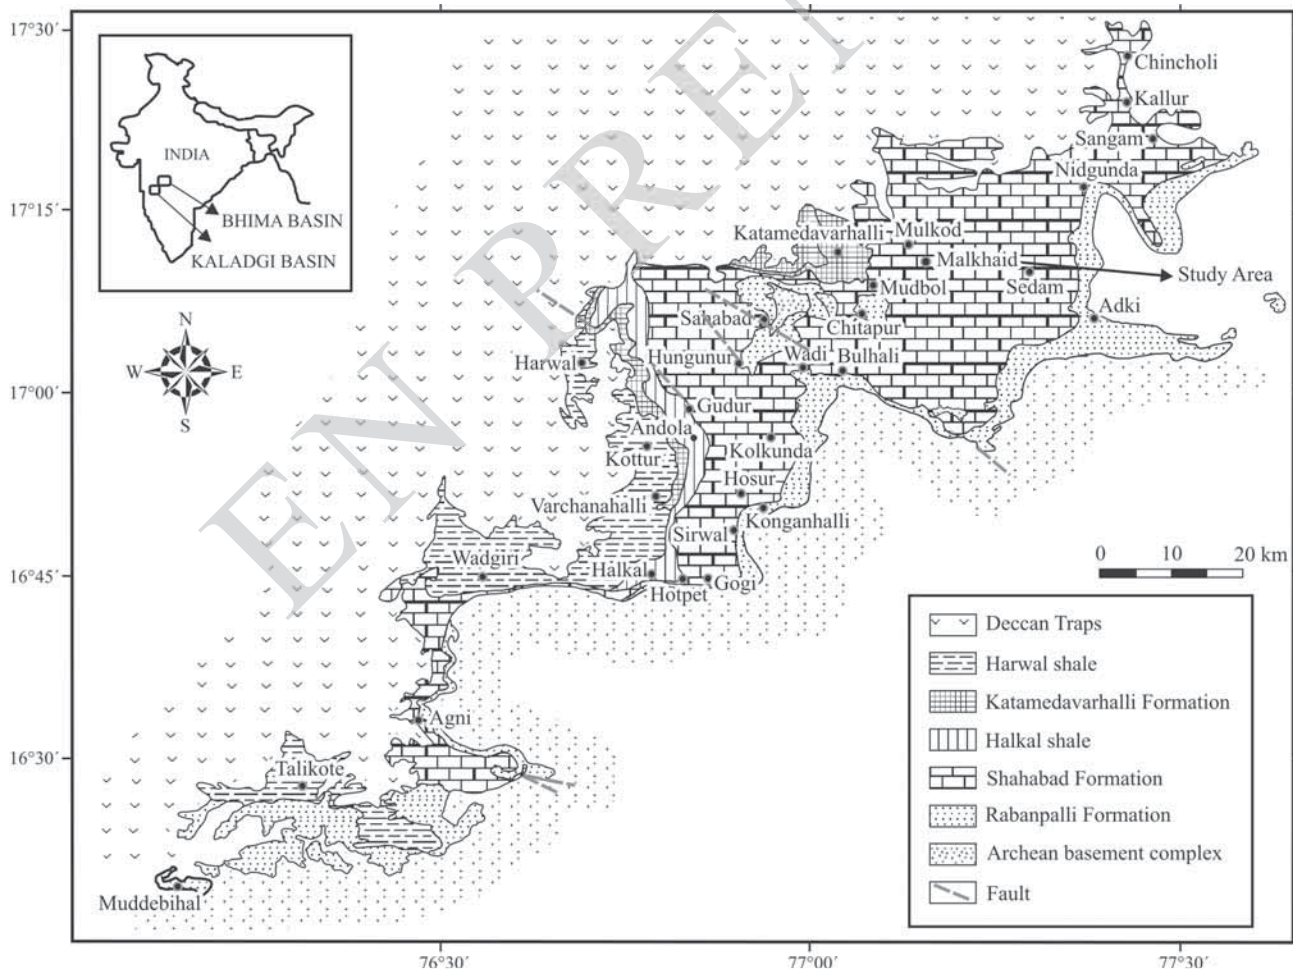 EN PRE
17°30´
17°15´
17°00´
16°45´
16°30´
76°30´
77°00´
77°30´
INDIA
BHIMA BASIN
KALADGI BASIN
N
W
E
S
Chincholi
Kallur
Sangam
Nidgunda
Katamedavarhalli
Mulkod
Malkhaid
Study Area
Mudbol
Sedam
Sahabad
Chitapur
Adki
Harwal
Hungunur
Wadi
Bulhali
Gudur
Andola
Kottur
Kolkunda
Hosur
Varchanahalli
Konganhalli
Sirwal
Wadgiri
Halkal
Hotpet
Gogi
Agni
Talikote
Muddebihal
0 10 20 km
Deccan Traps
Harwal shale
Katamedavarhalli Formation
Halkal shale
Shahabad Formation
Rabanpalli Formation
Archean basement complex
Fault